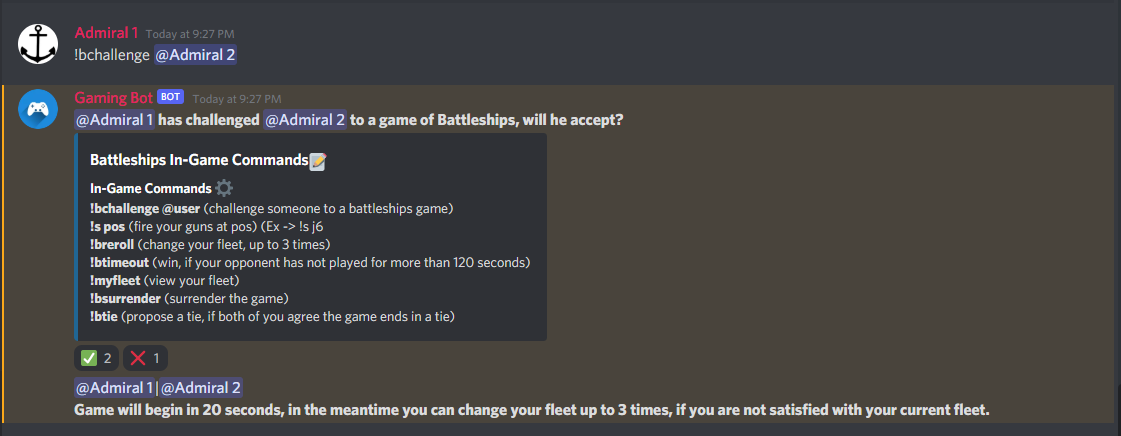 Admiral 1 Today at 9:27 PM
!bchallenge @Admiral 2
Gaming Bot BOT Today at 9:27 PM
@Admiral 1 has challenged @Admiral 2 to a game of Battleships, will he accept?
Battleships In-Game Commands📝
In-Game Commands ⚙️
!bchallenge @user (challenge someone to a battleships game)
!s pos (fire your guns at pos) (Ex -> !s j6
!breroll (change your fleet, up to 3 times)
!btimeout (win, if your opponent has not played for more than 120 seconds)
!myfleet (view your fleet)
!bsurrender (surrender the game)
!btie (propose a tie, if both of you agree the game ends in a tie)
✅ 2 ❌ 1
@Admiral 1|@Admiral 2
Game will begin in 20 seconds, in the meantime you can change your fleet up to 3 times, if you are not satisfied with your current fleet.